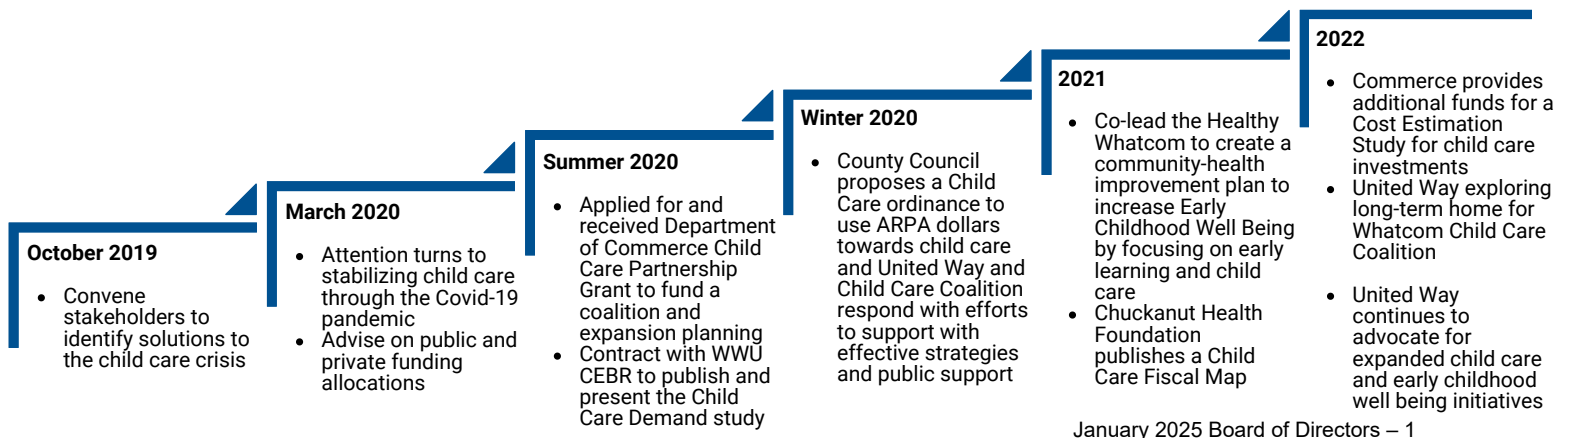 October 2019
• Convene
stakeholders to
identify solutions to
the child care crisis
March 2020
• Attention turns to
stabilizing child care
through the Covid-19
pandemic
• Advise on public and
private funding
allocations
Summer 2020
• Applied for and
received Department
of Commerce Child
Care Partnership
Grant to fund a
coalition and
expansion planning
• Contract with WWU
CEBR to publish and
present the Child
Care Demand study
Winter 2020
• County Council
proposes a Child
Care ordinance to
use ARPA dollars
towards child care
and United Way and
Child Care Coalition
respond with efforts
to support with
effective strategies
and public support
2021
• Co-lead the Healthy
Whatcom to create a
community-health
improvement plan to
increase Early
Childhood Well Being
by focusing on early
learning and child
care
• Chuckanut Health
Foundation
publishes a Child
Care Fiscal Map
2022
• Commerce provides
additional funds for a
Cost Estimation
Study for child care
investments
• United Way exploring
long-term home for
Whatcom Child Care
Coalition
• United Way
continues to
advocate for
expanded child care
and early childhood
well being initiatives
January 2025 Board of Directors – 1